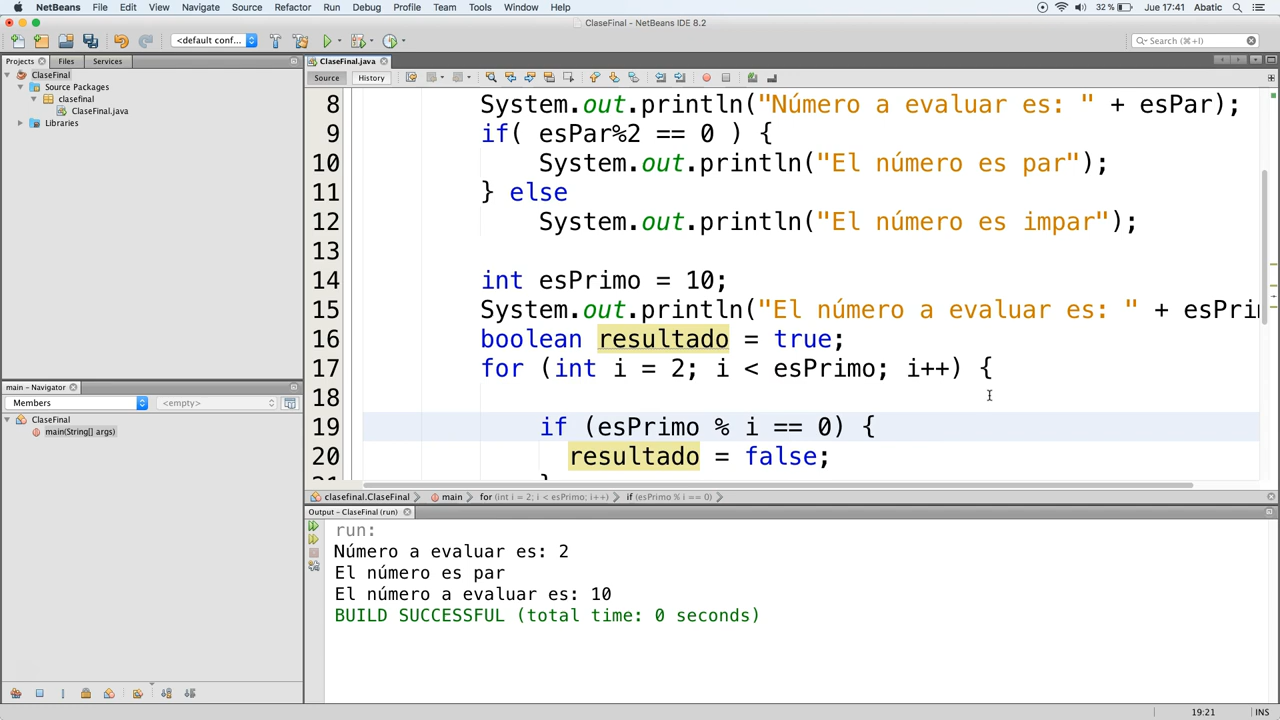 NetBeans File Edit View Navigate Source Refactor Run Debug Profile Team Tools Window Help 32 % Jue 17:41 Abatic
ClaseFinal - NetBeans IDE 8.2
<default conf... Search (⌘+I)
Projects Files Services
ClaseFinal
Source Packages
clasefinal
ClaseFinal.java
Libraries
main - Navigator
Members <empty>
ClaseFinal
main(String[] args)
ClaseFinal.java
Source History
8 System.out.println("Número a evaluar es: " + esPar);
9 if( esPar%2 == 0 ) {
10 System.out.println("El número es par");
11 } else
12 System.out.println("El número es impar");
13
14 int esPrimo = 10;
15 System.out.println("El número a evaluar es: " + esPri
16 boolean resultado = true;
17 for (int i = 2; i < esPrimo; i++) {
18
19 if (esPrimo % i == 0) {
20 resultado = false;
clasefinal.ClaseFinal main for (int i = 2; i < esPrimo; i++) if (esPrimo % i == 0)
Output - ClaseFinal (run)
run:
Número a evaluar es: 2
El número es par
El número a evaluar es: 10
BUILD SUCCESSFUL (total time: 0 seconds)
19:21 INS